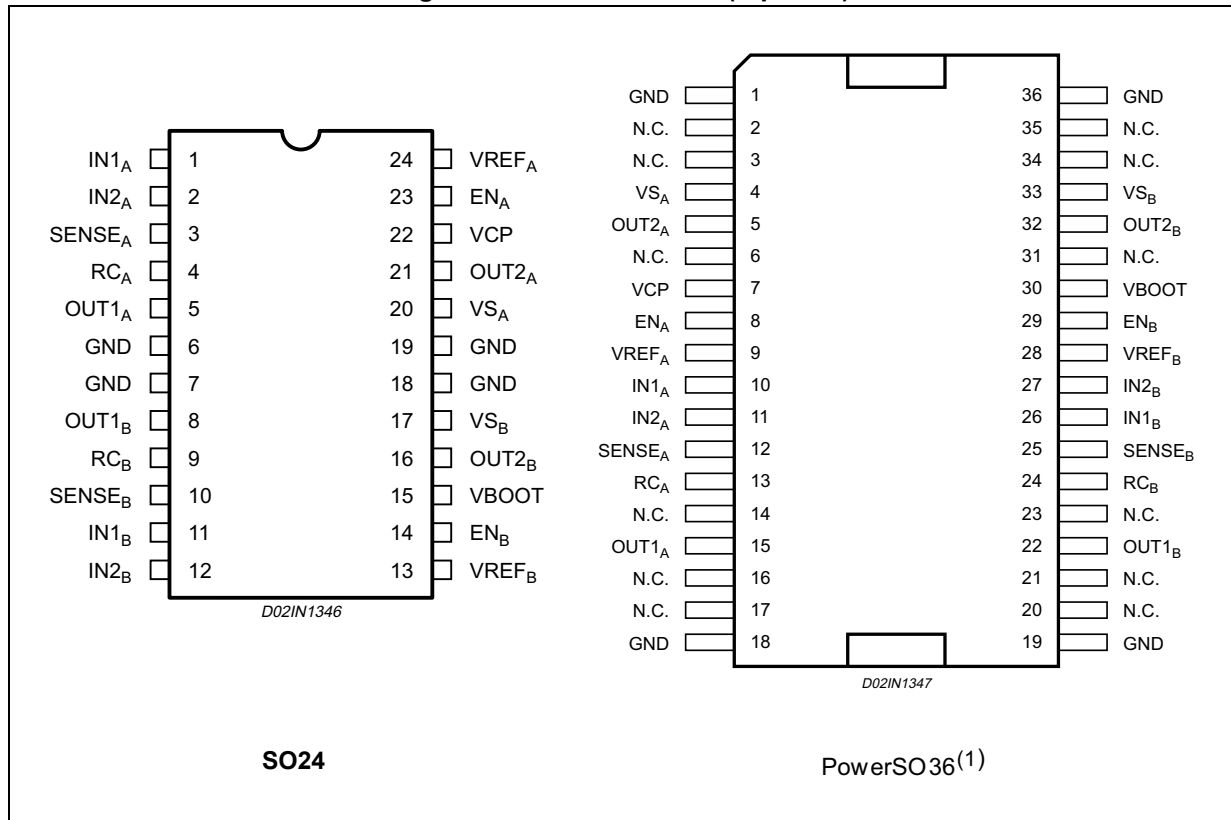 IN1A 1 24 VREFA
IN2A 2 23 ENA
SENSEA 3 22 VCP
RCA 4 21 OUT2A
OUT1A 5 20 VSA
GND 6 19 GND
GND 7 18 GND
OUT1B 8 17 VSB
RCB 9 16 OUT2B
SENSEB 10 15 VBOOT
IN1B 11 14 ENB
IN2B 12 13 VREFB
D02IN1346
SO24
GND 1 36 GND
N.C. 2 35 N.C.
N.C. 3 34 N.C.
VSA 4 33 VSB
OUT2A 5 32 OUT2B
N.C. 6 31 N.C.
VCP 7 30 VBOOT
ENA 8 29 ENB
VREFA 9 28 VREFB
IN1A 10 27 IN2B
IN2A 11 26 IN1B
SENSEA 12 25 SENSEB
RCA 13 24 RCB
N.C. 14 23 N.C.
OUT1A 15 22 OUT1B
N.C. 16 21 N.C.
N.C. 17 20 N.C.
GND 18 19 GND
D02IN1347
PowerSO36(1)